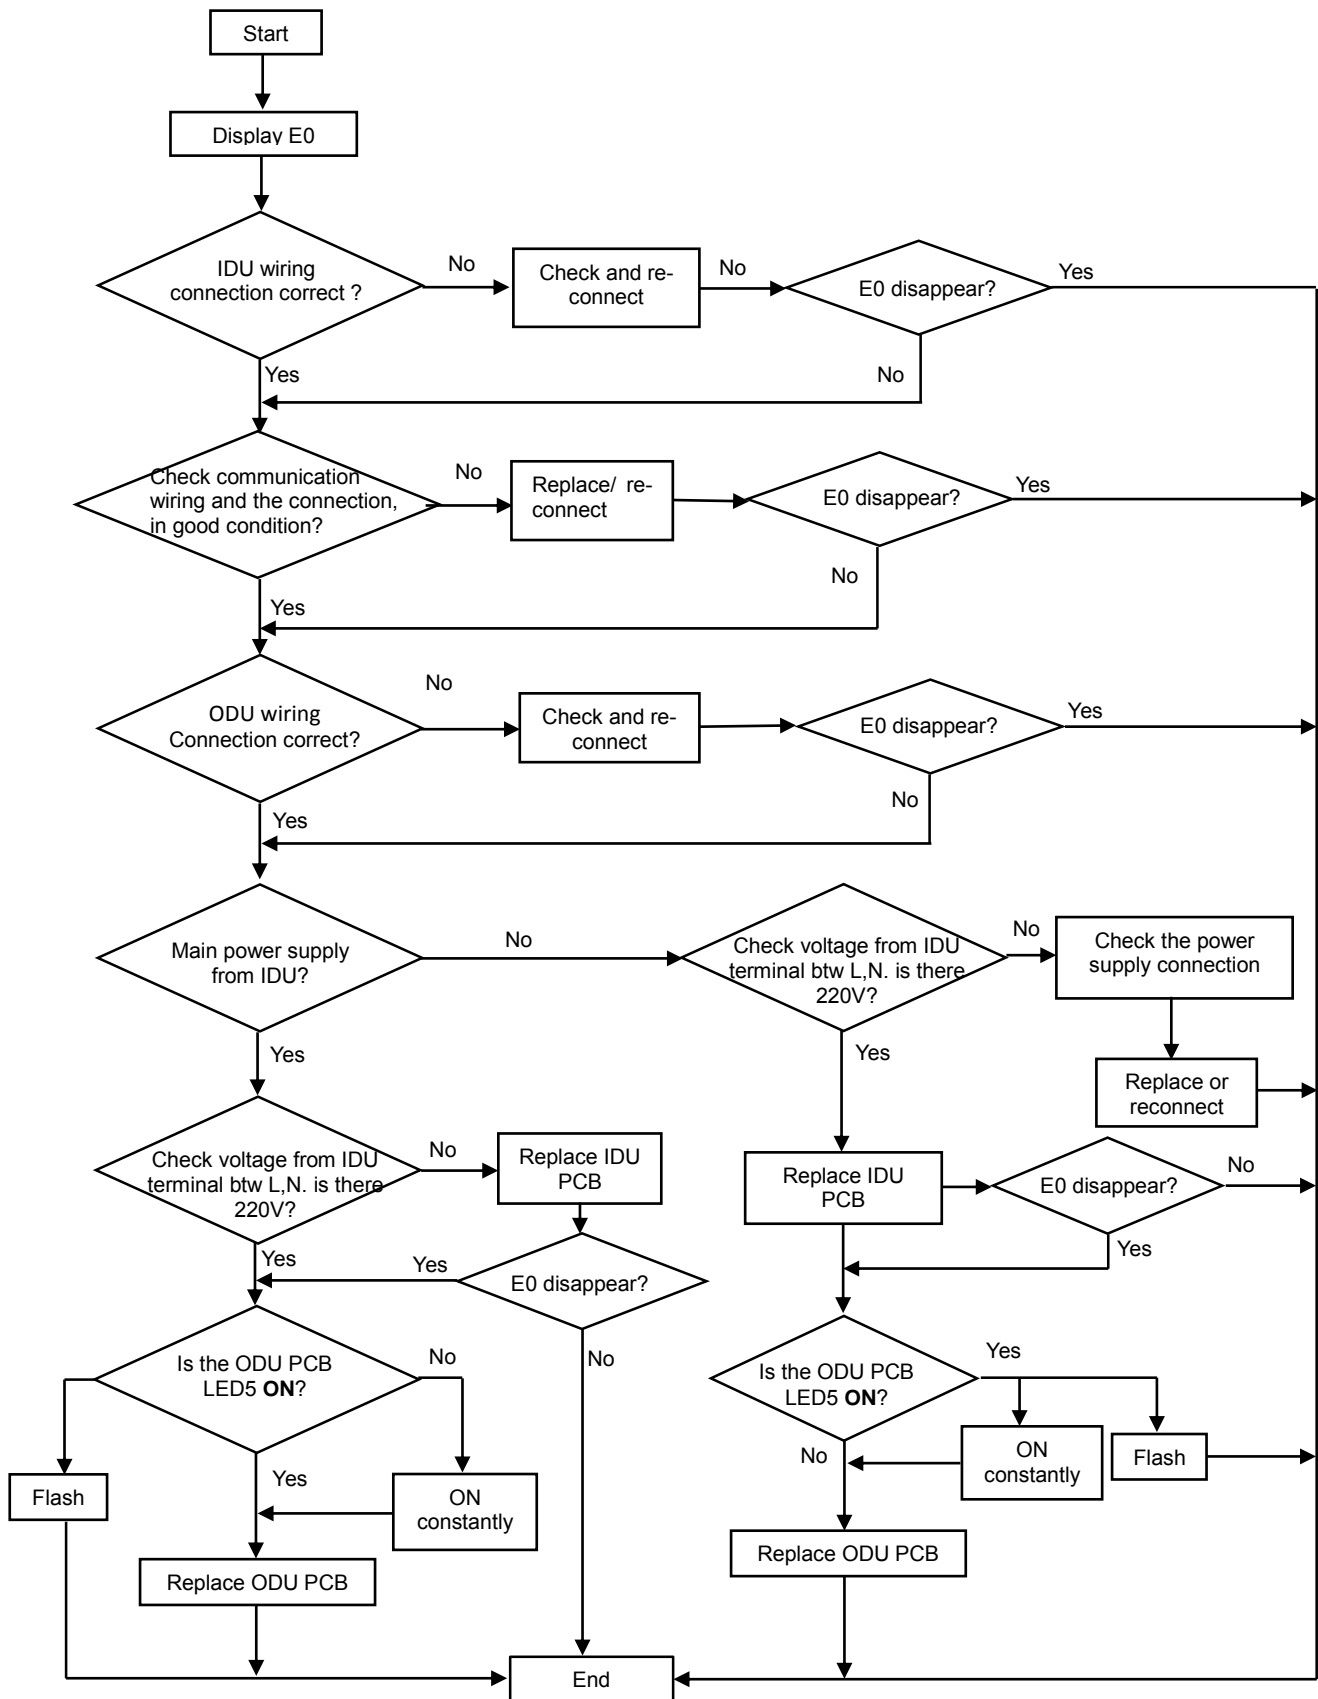 Start
Display E0
IDU wiring
connection correct ?
No
Check and re-
connect
No
E0 disappear?
Yes
Yes
No
Check communication
wiring and the connection,
in good condition?
No
Replace/ re-
connect
E0 disappear?
Yes
No
Yes
ODU wiring
Connection correct?
No
Check and re-
connect
E0 disappear?
Yes
No
Yes
Main power supply
from IDU?
No
Check voltage from IDU
terminal btw L,N. is there
220V?
No
Check the power
supply connection
Yes
Yes
Replace or
reconnect
Check voltage from IDU
terminal btw L,N. is there
220V?
No
Replace IDU
PCB
Replace IDU
PCB
E0 disappear?
No
Yes
Yes
Yes
E0 disappear?
No
Is the ODU PCB
LED5 ON?
No
Is the ODU PCB
LED5 ON?
Yes
No
ON
constantly
Flash
Flash
Yes
ON
constantly
Replace ODU PCB
Replace ODU PCB
End